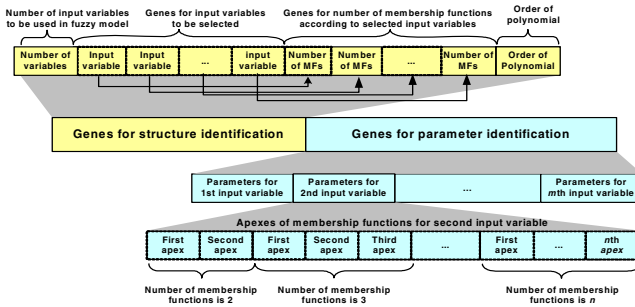 Number of input variables
to be used in fuzzy model
Genes for input variables
to be selected
Genes for number of membership functions
according to selected input variables
Order of
polynomial
Number of
variables
Input
variable
Input
variable
...
input
variable
Number
of MFs
Number
of MFs
...
Number of
MFs
Order of
Polynomial
Genes for structure identification
Genes for parameter identification
Parameters for
1st input variable
Parameters for
2nd input variable
...
Parameters for
mth input variable
Apexes of membership functions for second input variable
First
apex
Second
apex
First
apex
Second
apex
Third
apex
...
First
apex
...
nth
apex
Number of membership
functions is 2
Number of membership
functions is 3
Number of membership
functions is n